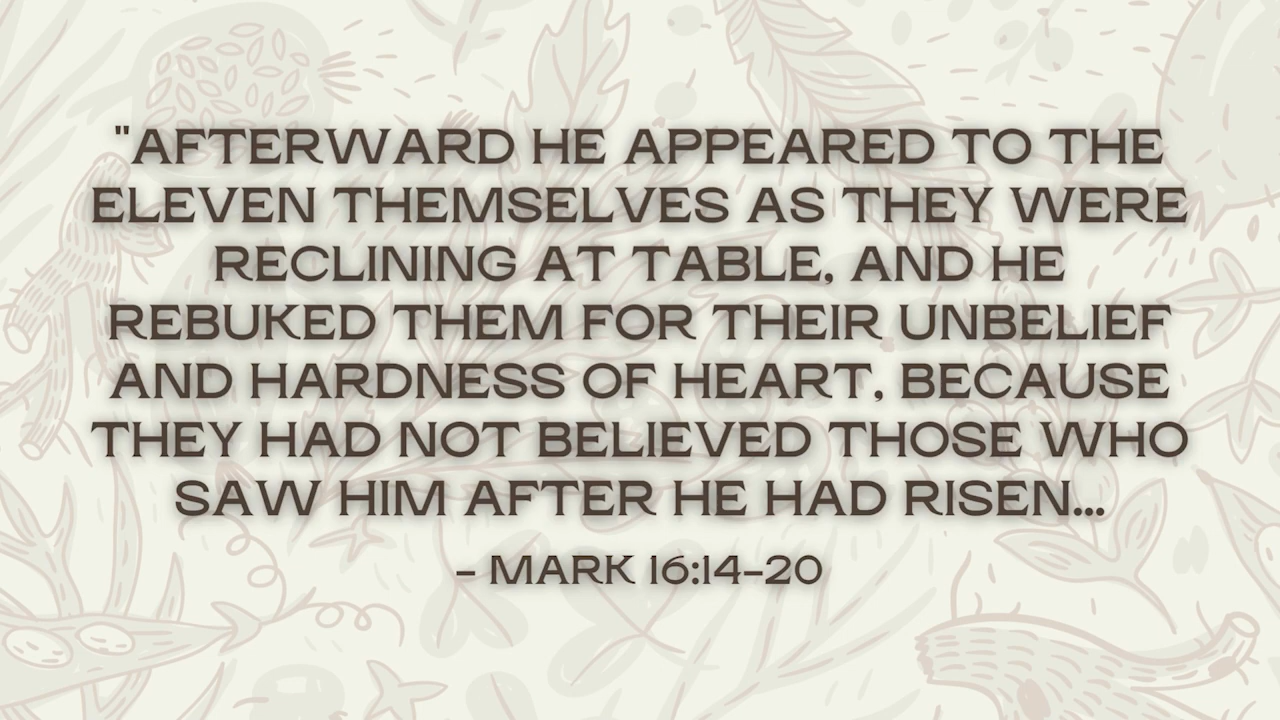 "AFTERWARD HE APPEARED TO THE
ELEVEN THEMSELVES AS THEY WERE
RECLINING AT TABLE, AND HE
REBUKED THEM FOR THEIR UNBELIEF
AND HARDNESS OF HEART, BECAUSE
THEY HAD NOT BELIEVED THOSE WHO
SAW HIM AFTER HE HAD RISEN...
- MARK 16:14-20